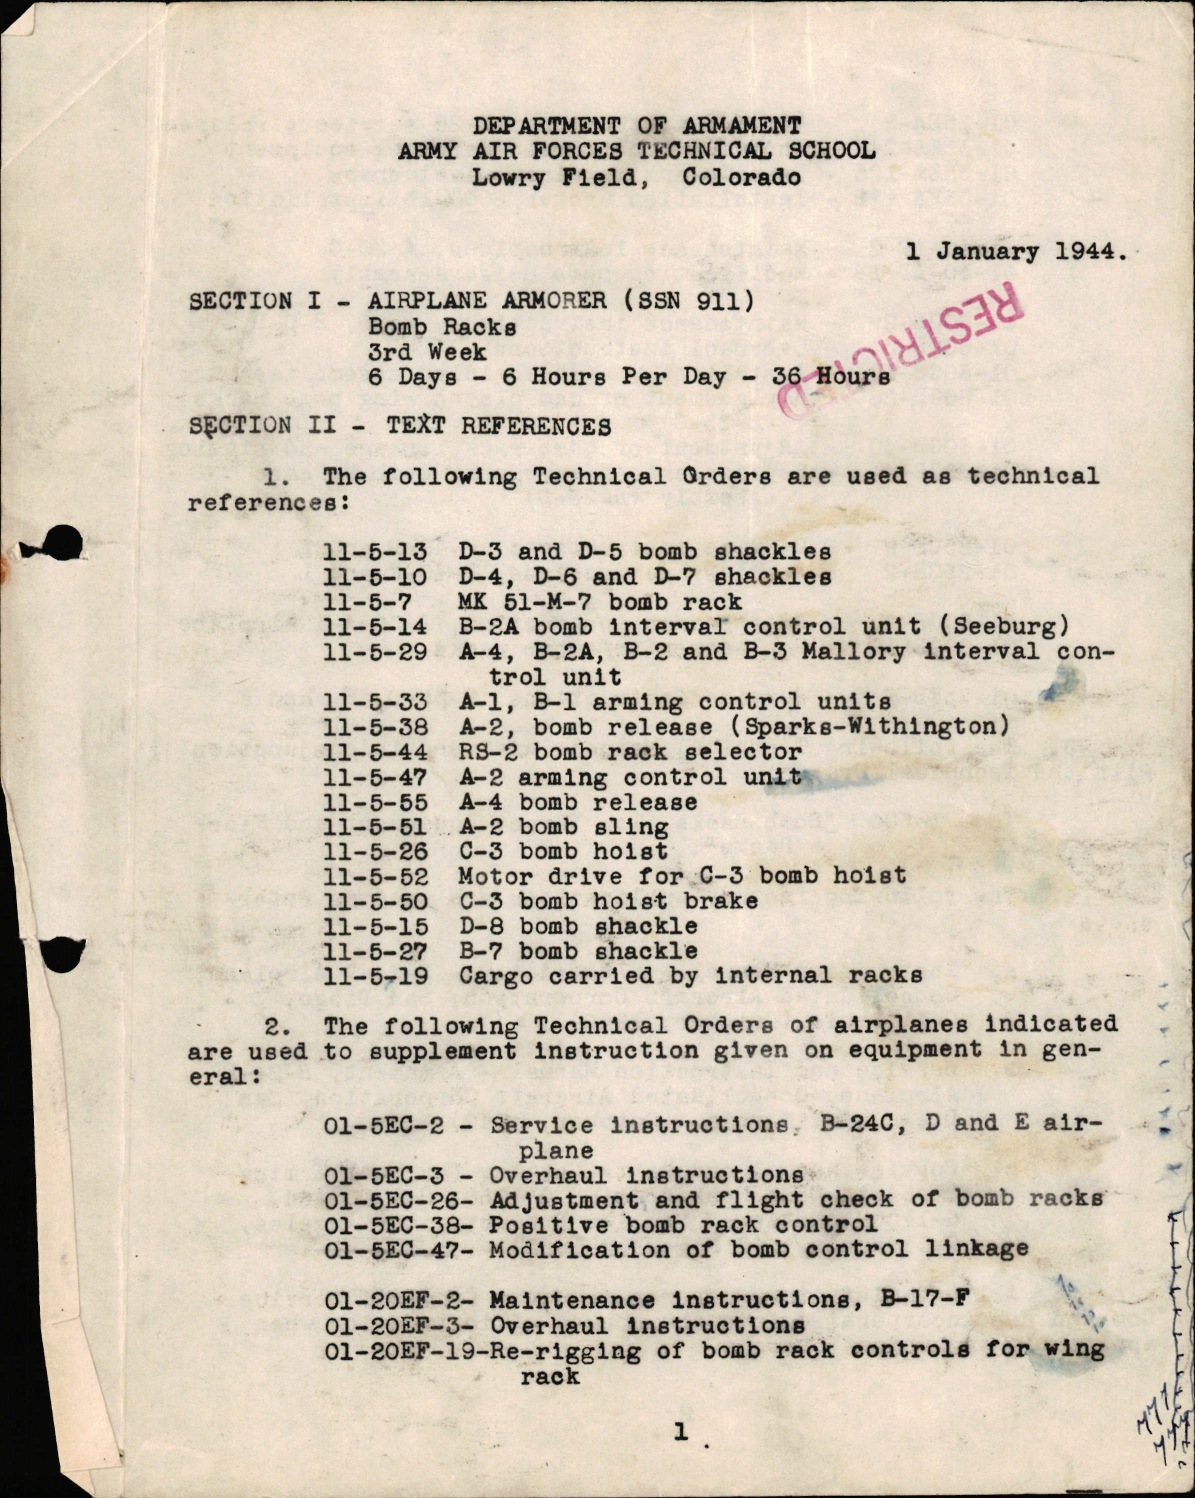 DEPARTMENT OF ARMAMENT
ARMY AIR FORCES TECHNICAL SCHOOL
Lowry Field, Colorado
1 January 1944.
SECTION I - AIRPLANE ARMORER (SSN 911)
Bomb Racks
3rd Week
6 Days - 6 Hours Per Day - 36 Hours
RESTRICTED
SECTION II - TEXT REFERENCES
1. The following Technical Orders are used as technical
references:
11-5-13 D-3 and D-5 bomb shackles
11-5-10 D-4, D-6 and D-7 shackles
11-5-7 MK 51-M-7 bomb rack
11-5-14 B-2A bomb interval control unit (Seeburg)
11-5-29 A-4, B-2A, B-2 and B-3 Mallory interval con-
trol unit
11-5-33 A-1, B-1 arming control units
11-5-38 A-2, bomb release (Sparks-Withington)
11-5-44 RS-2 bomb rack selector
11-5-47 A-2 arming control unit
11-5-55 A-4 bomb release
11-5-51 A-2 bomb sling
11-5-26 C-3 bomb hoist
11-5-52 Motor drive for C-3 bomb hoist
11-5-50 C-3 bomb hoist brake
11-5-15 D-8 bomb shackle
11-5-27 B-7 bomb shackle
11-5-19 Cargo carried by internal racks
2. The following Technical Orders of airplanes indicated
are used to supplement instruction given on equipment in gen-
eral:
01-5EC-2 - Service instructions, B-24C, D and E air-
plane
01-5EC-3 - Overhaul instructions
01-5EC-26- Adjustment and flight check of bomb racks
01-5EC-38- Positive bomb rack control
01-5EC-47- Modification of bomb control linkage
01-20EF-2- Maintenance instructions, B-17-F
01-20EF-3- Overhaul instructions
01-20EF-19-Re-rigging of bomb rack controls for wing
rack
1